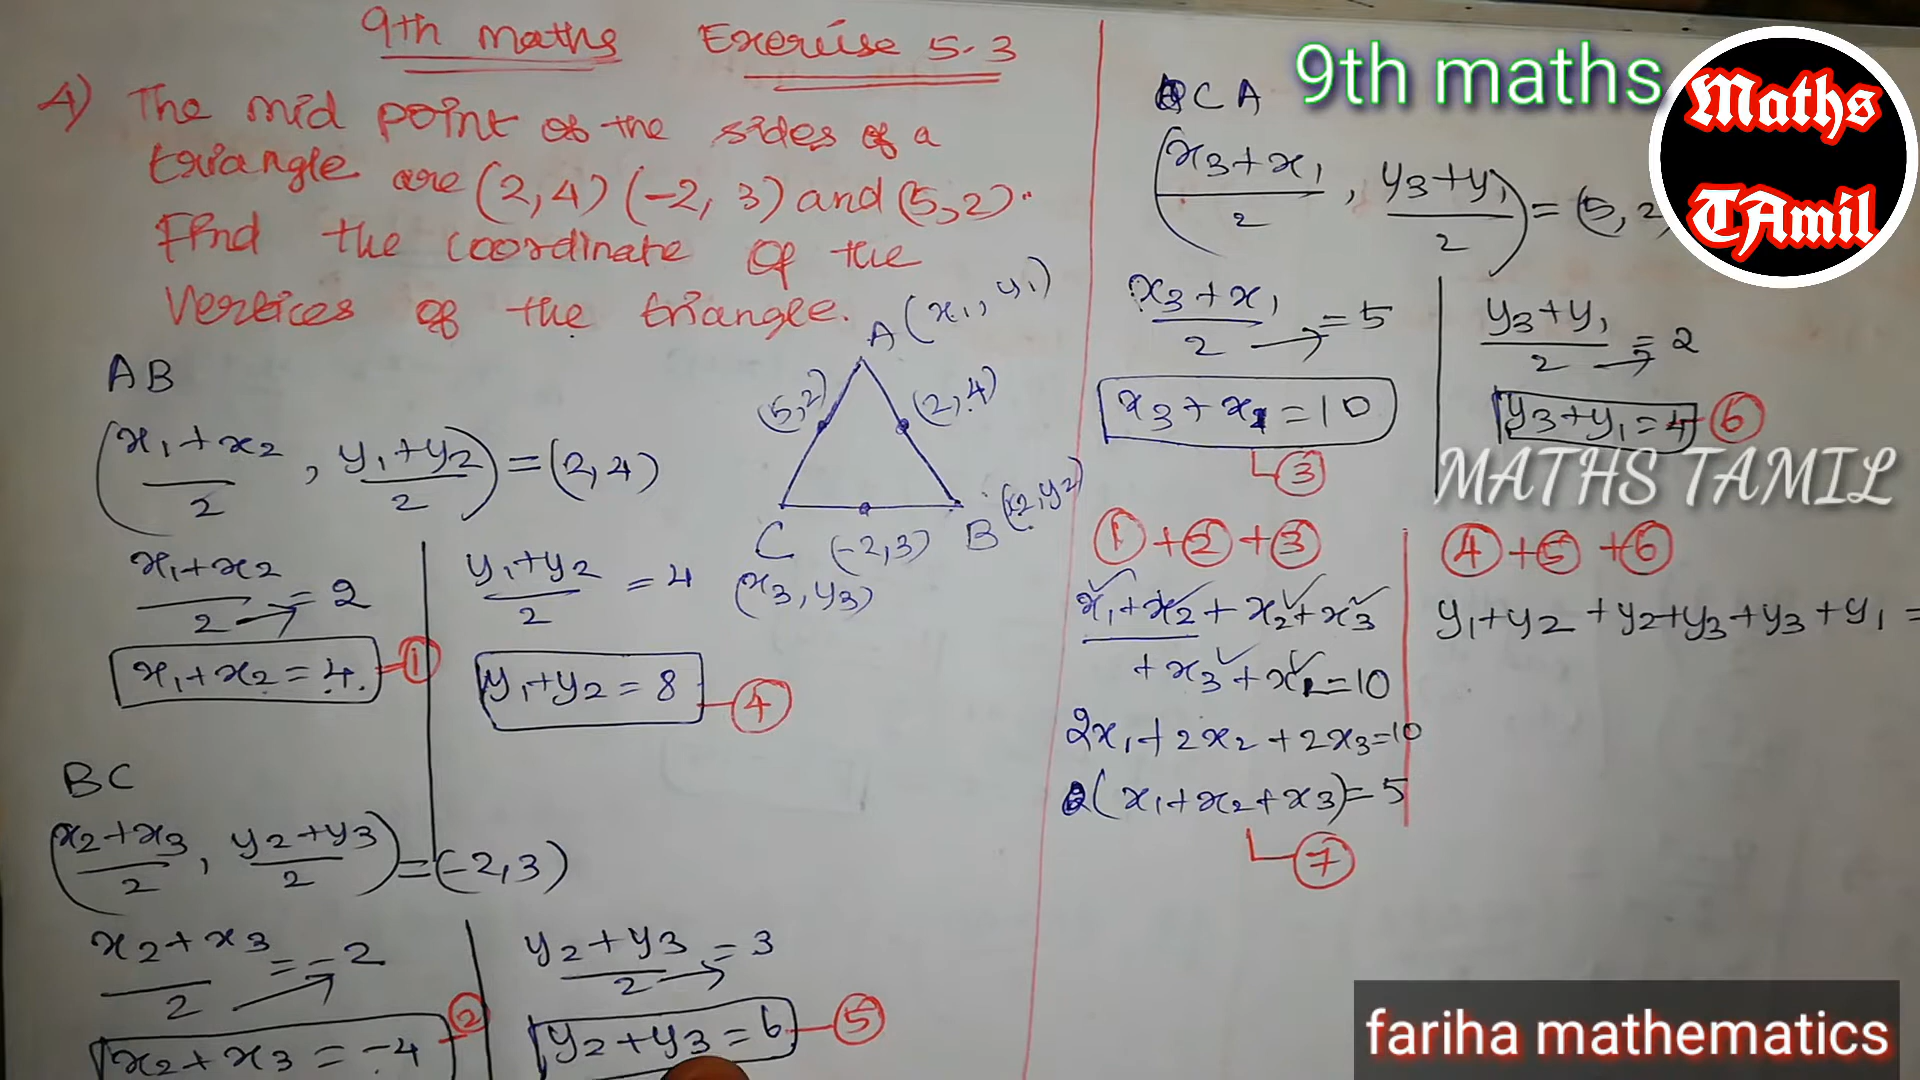 9th maths Exercise 5.3
4) The mid point of the sides of a
triangle are (2,4) (-2, 3) and (5,2).
Find the coordinate of the
vertices of the triangle.
A (x₁, y₁)
(5,2) (2,4)
C (-2,3) B (x₂,y₂)
(x₃, y₃)
AB
(x₁+x₂/2 , y₁+y₂/2) = (2,4)
x₁+x₂/2 = 2
y₁+y₂/2 = 4
x₁+x₂ = 4. ①
y₁+y₂ = 8 ④
BC
(x₂+x₃/2 , y₂+y₃/2) = (-2,3)
x₂+x₃/2 = -2
y₂+y₃/2 = 3
x₂+x₃ = -4 ②
y₂+y₃ = 6 ⑤
CA
(x₃+x₁/2 , y₃+y₁/2) = (5, 2
x₃+x₁/2 = 5
y₃+y₁/2 = 2
x₃+x₁ = 10
③
y₃+y₁ = 4 ⑥
①+②+③
x₁+x₂+x₂+x₃
+x₃+x₁=10
2x₁+2x₂+2x₃=10
(x₁+x₂+x₃)=5
⑦
④+⑤+⑥
y₁+y₂+y₂+y₃+y₃+y₁ =
9th maths
Maths
TAmil
MATHS TAMIL
fariha mathematics